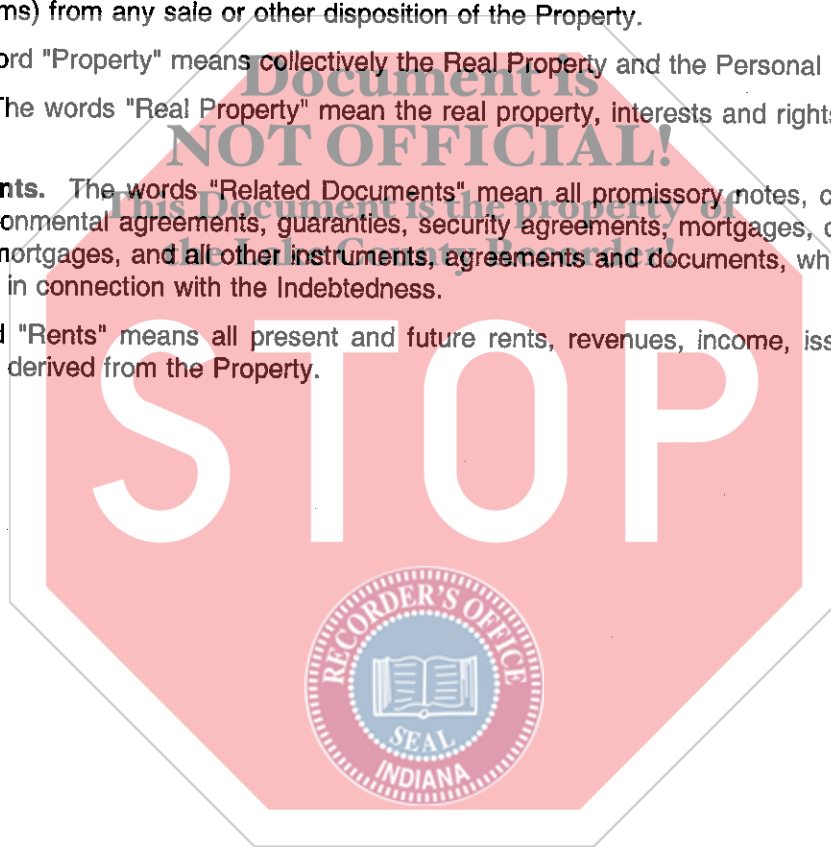 ms) from any sale or other disposition of the Property.
ord "Property" means collectively the Real Property and the Personal
Document is
The words "Real Property" mean the real property, interests and rights
NOT OFFICIAL!
nts. The words "Related Documents" mean all promissory notes, c
This Document is the property of
onmental agreements, guaranties, security agreements, mortgages,
the Lake County Recorder!
mortgages, and all other instruments, agreements and documents, wh
in connection with the Indebtedness.
"Rents" means all present and future rents, revenues, income, iss
derived from the Property.
STOP
RECORDER'S OFFICE
SEAL
INDIANA